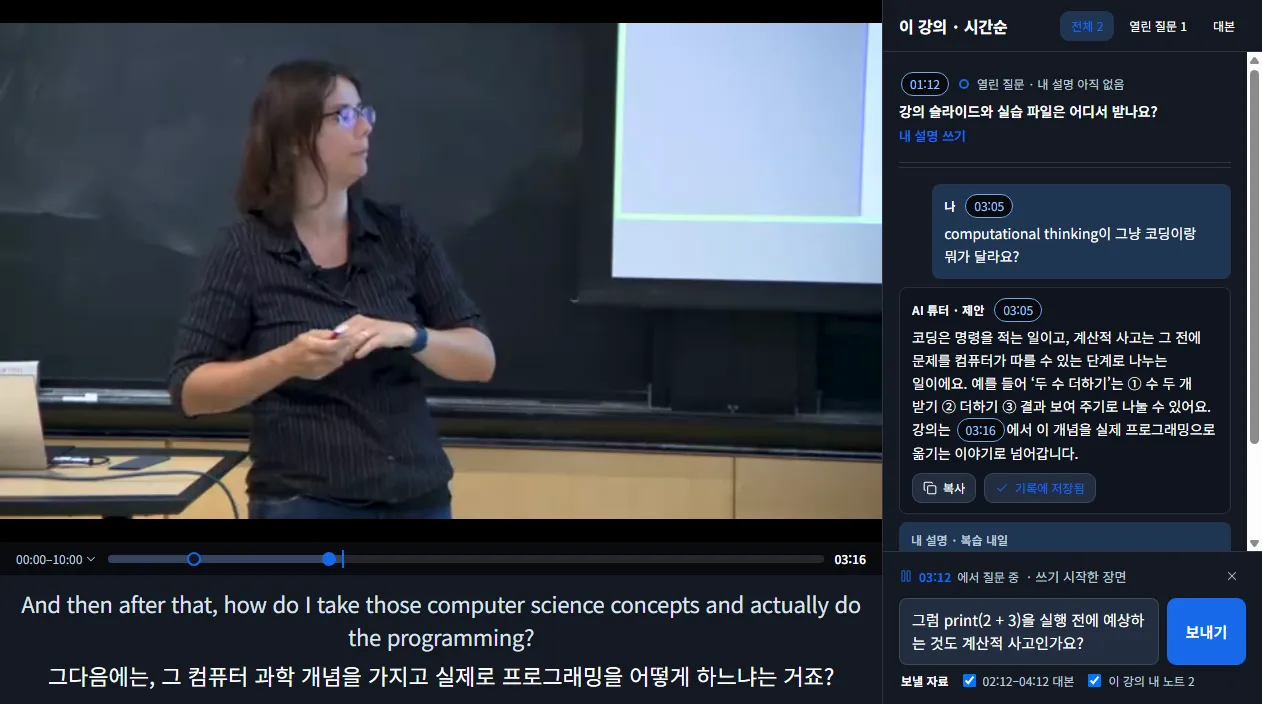 이 강의 · 시간순
전체 2
열린 질문 1
대본
01:12
열린 질문 · 내 설명 아직 없음
강의 슬라이드와 실습 파일은 어디서 받나요?
내 설명 쓰기
나
03:05
computational thinking이 그냥 코딩이랑
뭐가 달라요?
AI 튜터 · 제안
03:05
코딩은 명령을 적는 일이고, 계산적 사고는 그 전에
문제를 컴퓨터가 따를 수 있는 단계로 나누는
일이에요. 예를 들어 ‘두 수 더하기’는 ① 수 두 개
받기 ② 더하기 ③ 결과 보여 주기로 나눌 수 있어요.
강의는 03:16에서 이 개념을 실제 프로그래밍으로
옮기는 이야기로 넘어갑니다.
복사
기록에 저장됨
내 설명 · 복습 내일
00:00–10:00
03:16
And then after that, how do I take those computer science concepts and actually do
the programming?
그다음에는, 그 컴퓨터 과학 개념을 가지고 실제로 프로그래밍을 어떻게 하느냐는 거죠?
03:12 에서 질문 중 · 쓰기 시작한 장면
그럼 print(2 + 3)을 실행 전에 예상하
는 것도 계산적 사고인가요?
보내기
보낼 자료
02:12–04:12 대본
이 강의 내 노트 2